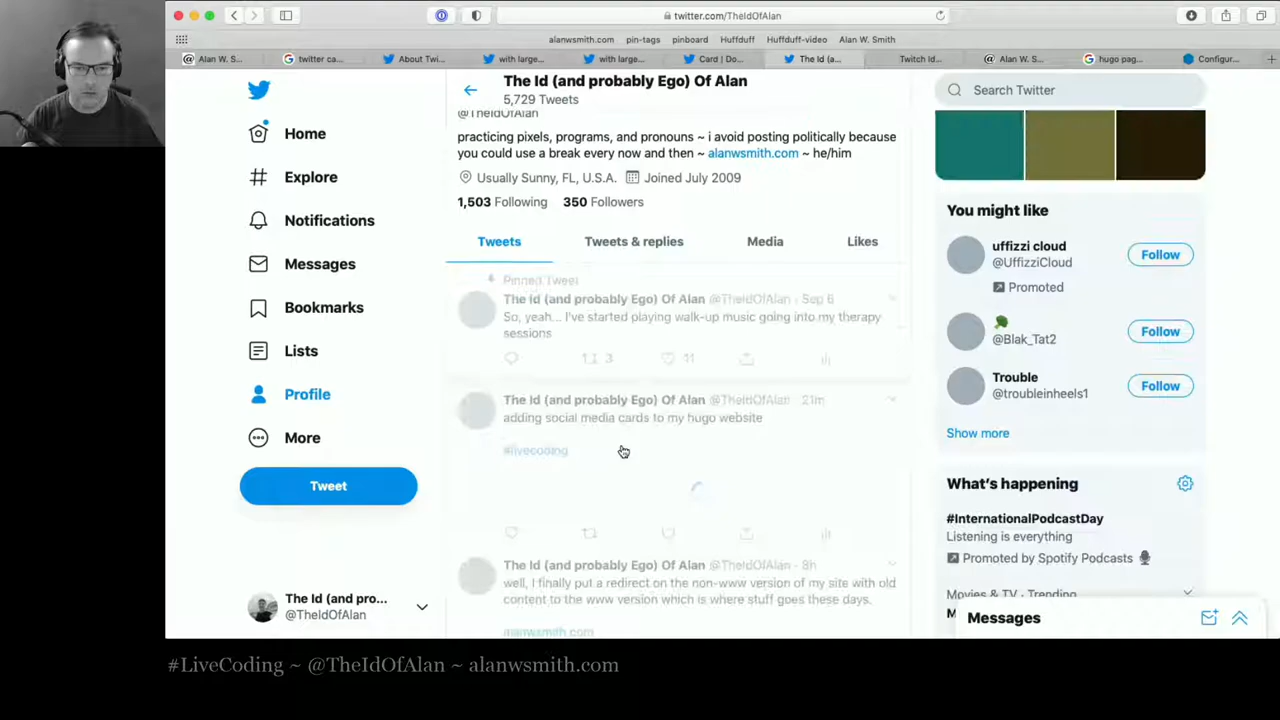 twitter.com/TheIdOfAlan
alanwsmith.com pin-tags pinboard Huffduff Huffduff-video Alan W. Smith
Alan W. S... twitter ca... About Twi... with large... with large... Card | Do... The Id (a... Twitch Id... Alan W. S... hugo pag... Configur...
The Id (and probably Ego) Of Alan
5,729 Tweets
@TheIdOfAlan
practicing pixels, programs, and pronouns ~ i avoid posting politically because
you could use a break every now and then ~ alanwsmith.com ~ he/him
Usually Sunny, FL, U.S.A. Joined July 2009
1,503 Following 350 Followers
Tweets Tweets & replies Media Likes
Pinned Tweet
The Id (and probably Ego) Of Alan @TheIdOfAlan · Sep 6
So, yeah... I've started playing walk-up music going into my therapy
sessions
3 11
The Id (and probably Ego) Of Alan @TheIdOfAlan · 21m
adding social media cards to my hugo website
#livecoding
The Id (and probably Ego) Of Alan @TheIdOfAlan · 8h
well, I finally put a redirect on the non-www version of my site with old
content to the www version which is where stuff goes these days.
alanwsmith.com
Home
Explore
Notifications
Messages
Bookmarks
Lists
Profile
More
Tweet
The Id (and pro...
@TheIdOfAlan
Search Twitter
You might like
uffizzi cloud
@UffizziCloud
Promoted
Follow
@Blak_Tat2
Follow
Trouble
@troubleinheels1
Follow
Show more
What's happening
#InternationalPodcastDay
Listening is everything
Promoted by Spotify Podcasts
Movies & TV · Trending
M
Messages
#LiveCoding ~ @TheIdOfAlan ~ alanwsmith.com